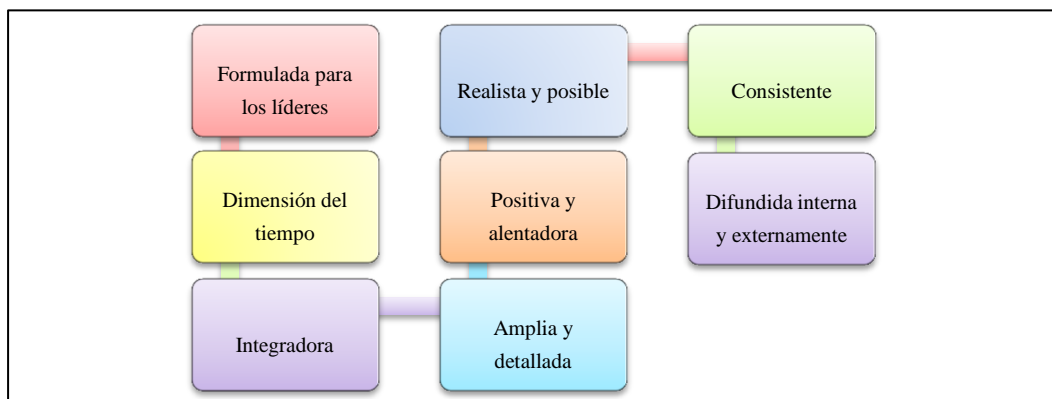 Formulada para
los líderes
Dimensión del
tiempo
Integradora
Amplia y
detallada
Positiva y
alentadora
Realista y posible
Consistente
Difundida interna
y externamente